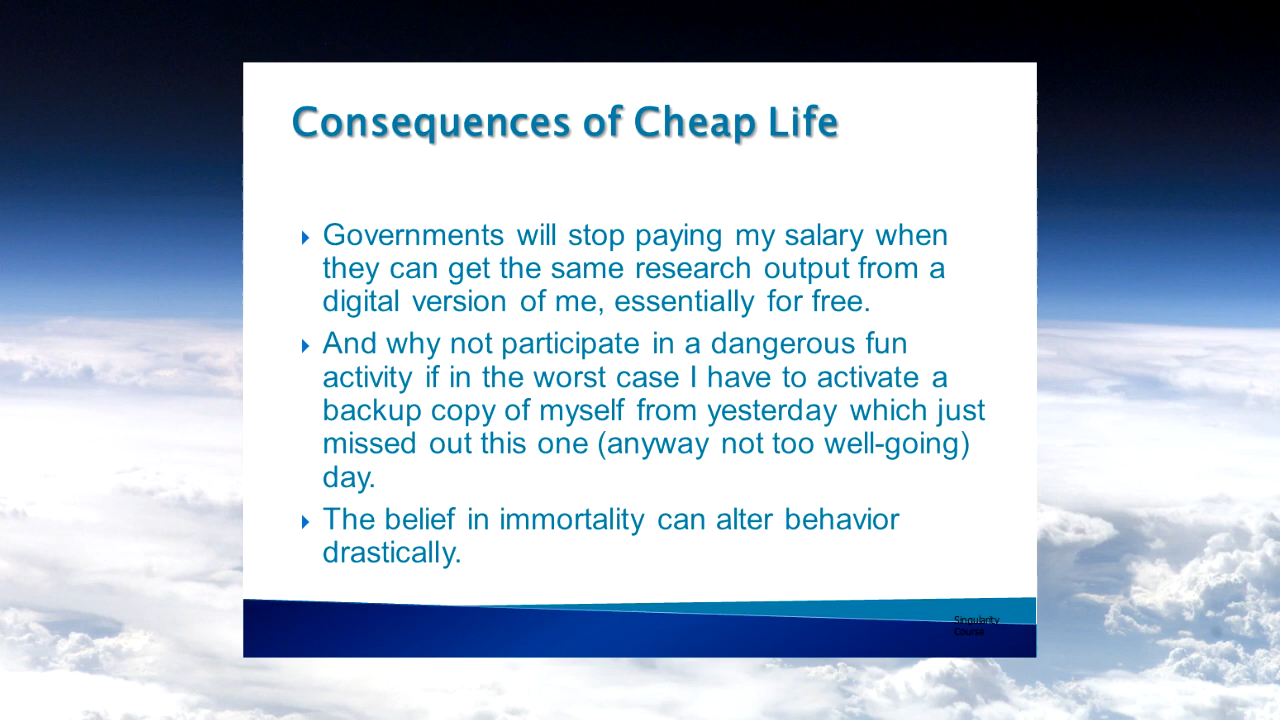 Consequences of Cheap Life
Governments will stop paying my salary when
they can get the same research output from a
digital version of me, essentially for free.
And why not participate in a dangerous fun
activity if in the worst case I have to activate a
backup copy of myself from yesterday which just
missed out this one (anyway not too well-going)
day.
The belief in immortality can alter behavior
drastically.
Singularity
Course